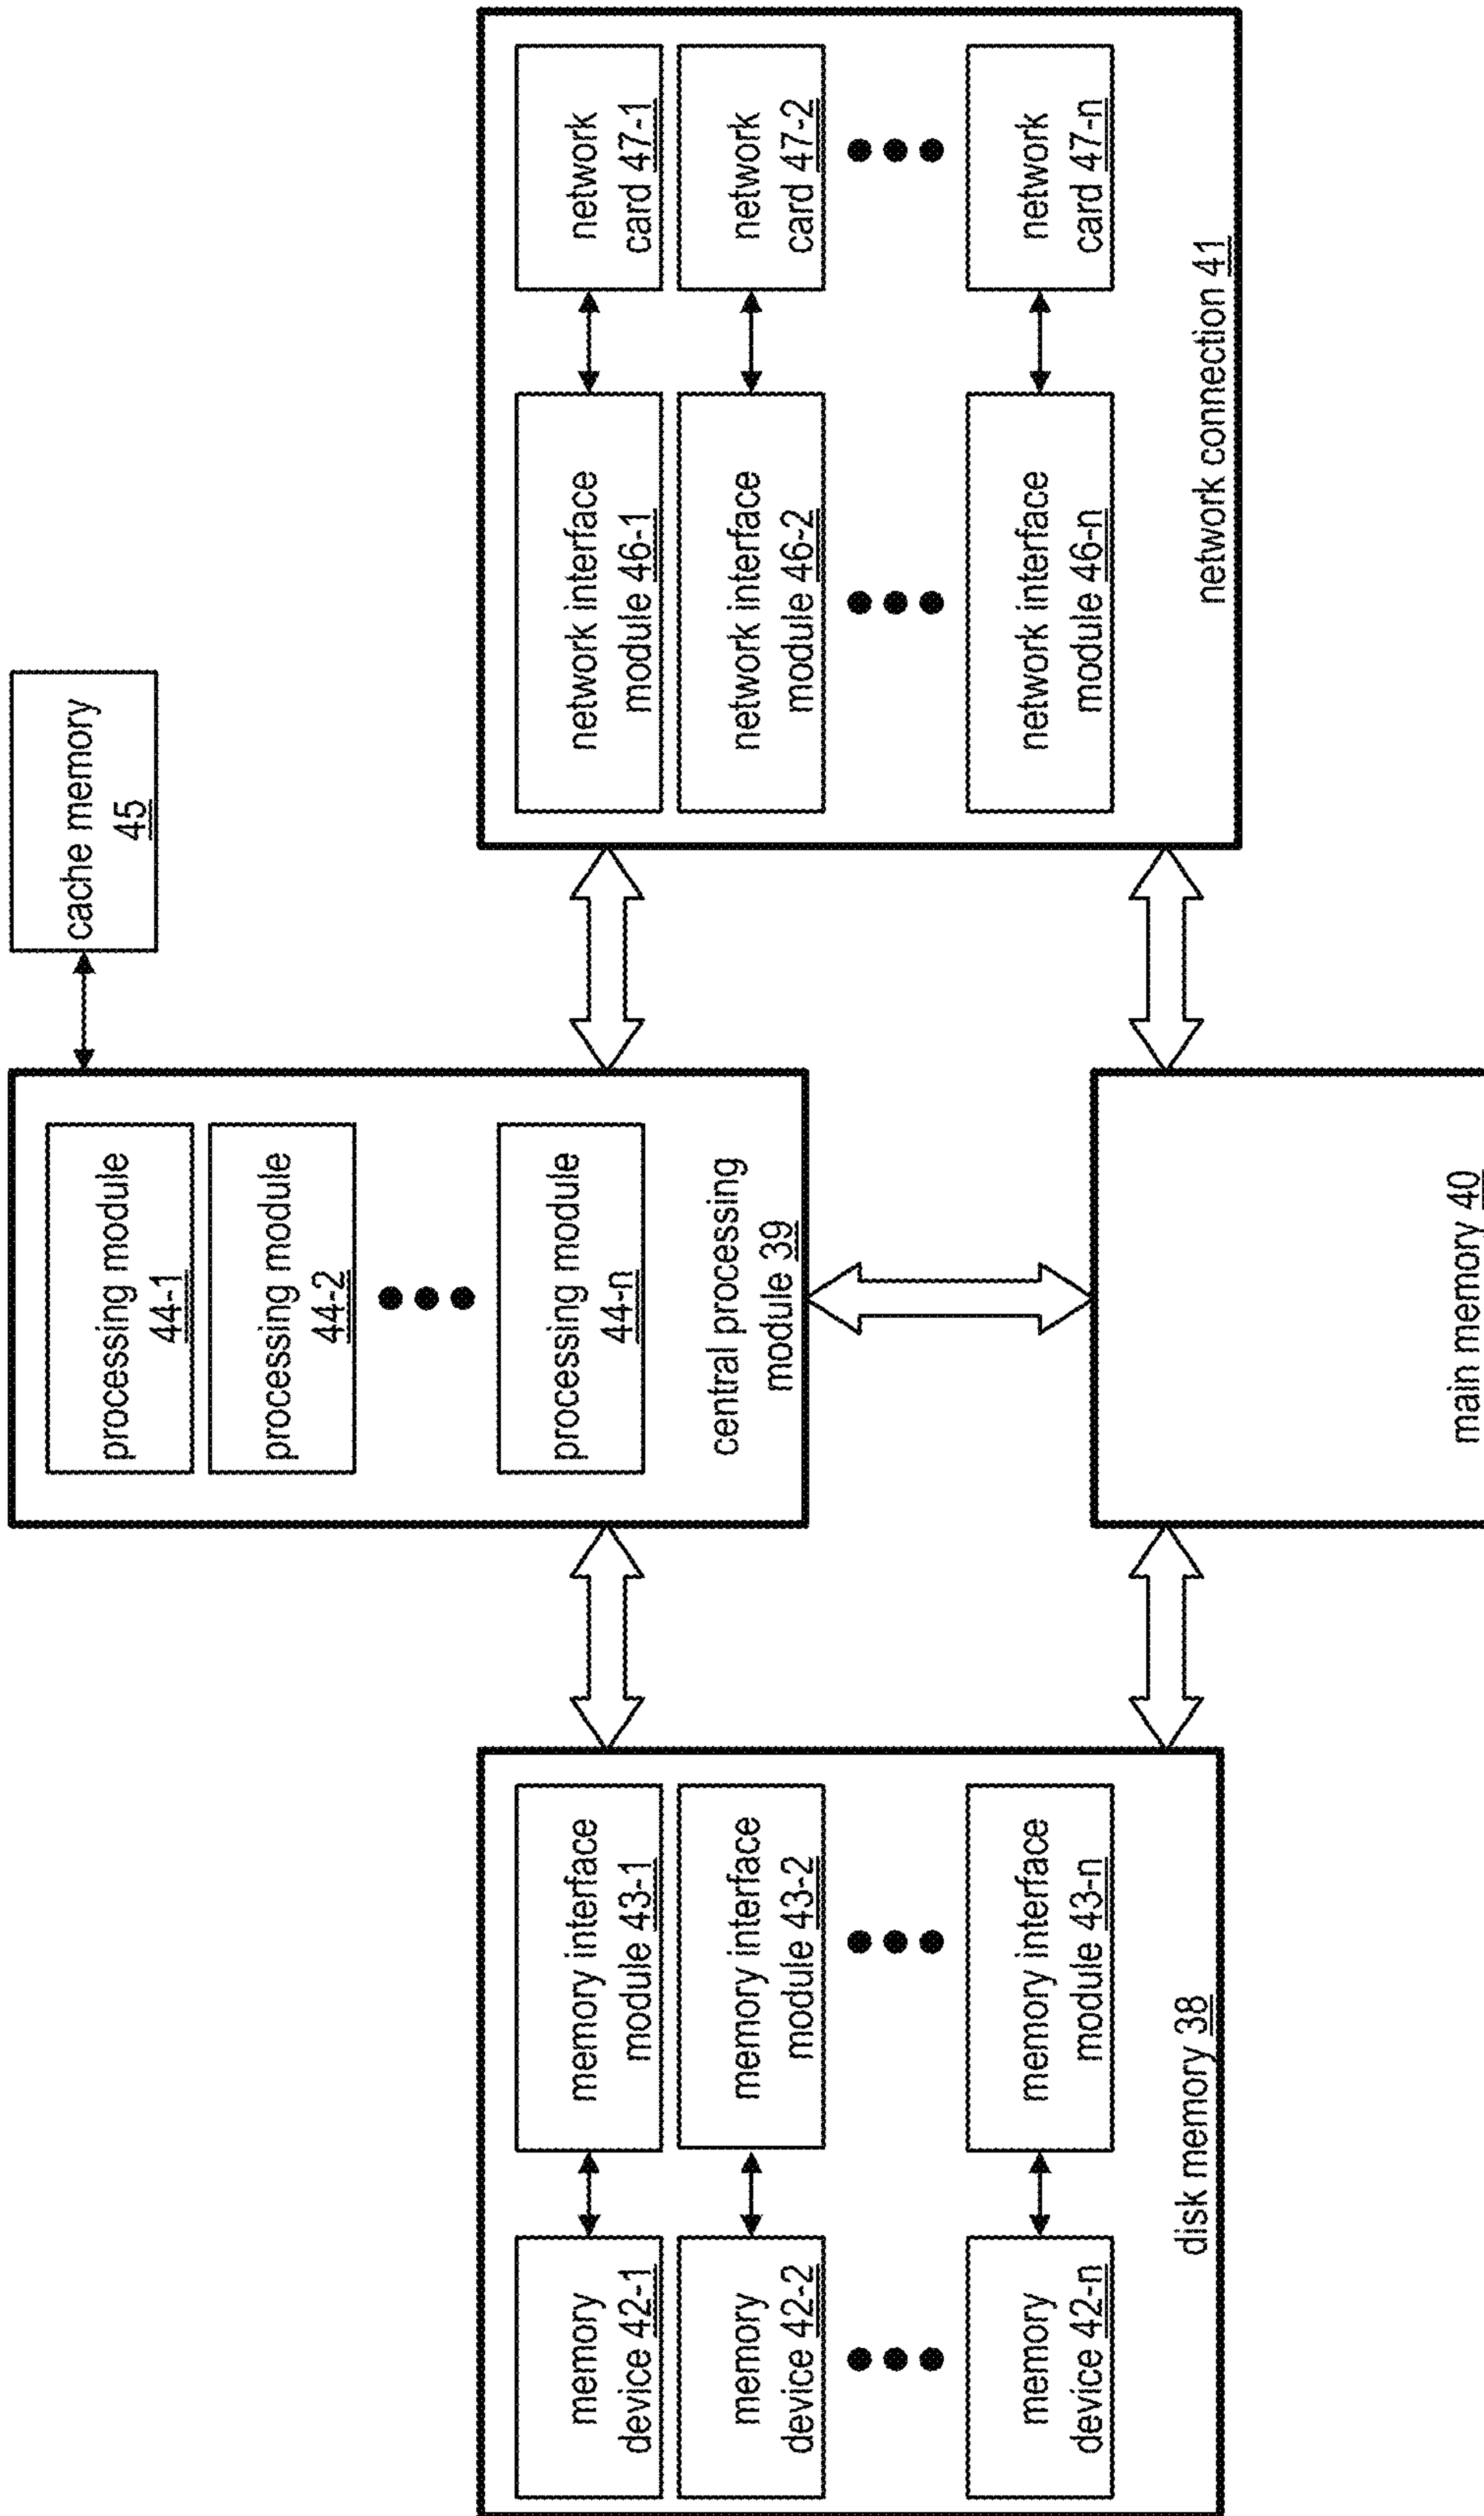 cache memory
45
processing module
44-1
processing module
44-2
processing module
44-n
central processing
module 39
memory
device 42-1
memory interface
module 43-1
memory
device 42-2
memory interface
module 43-2
memory
device 42-n
memory interface
module 43-n
disk memory 38
network interface
module 46-1
network
card 47-1
network interface
module 46-2
network
card 47-2
network interface
module 46-n
network
card 47-n
network connection 41
main memory 40